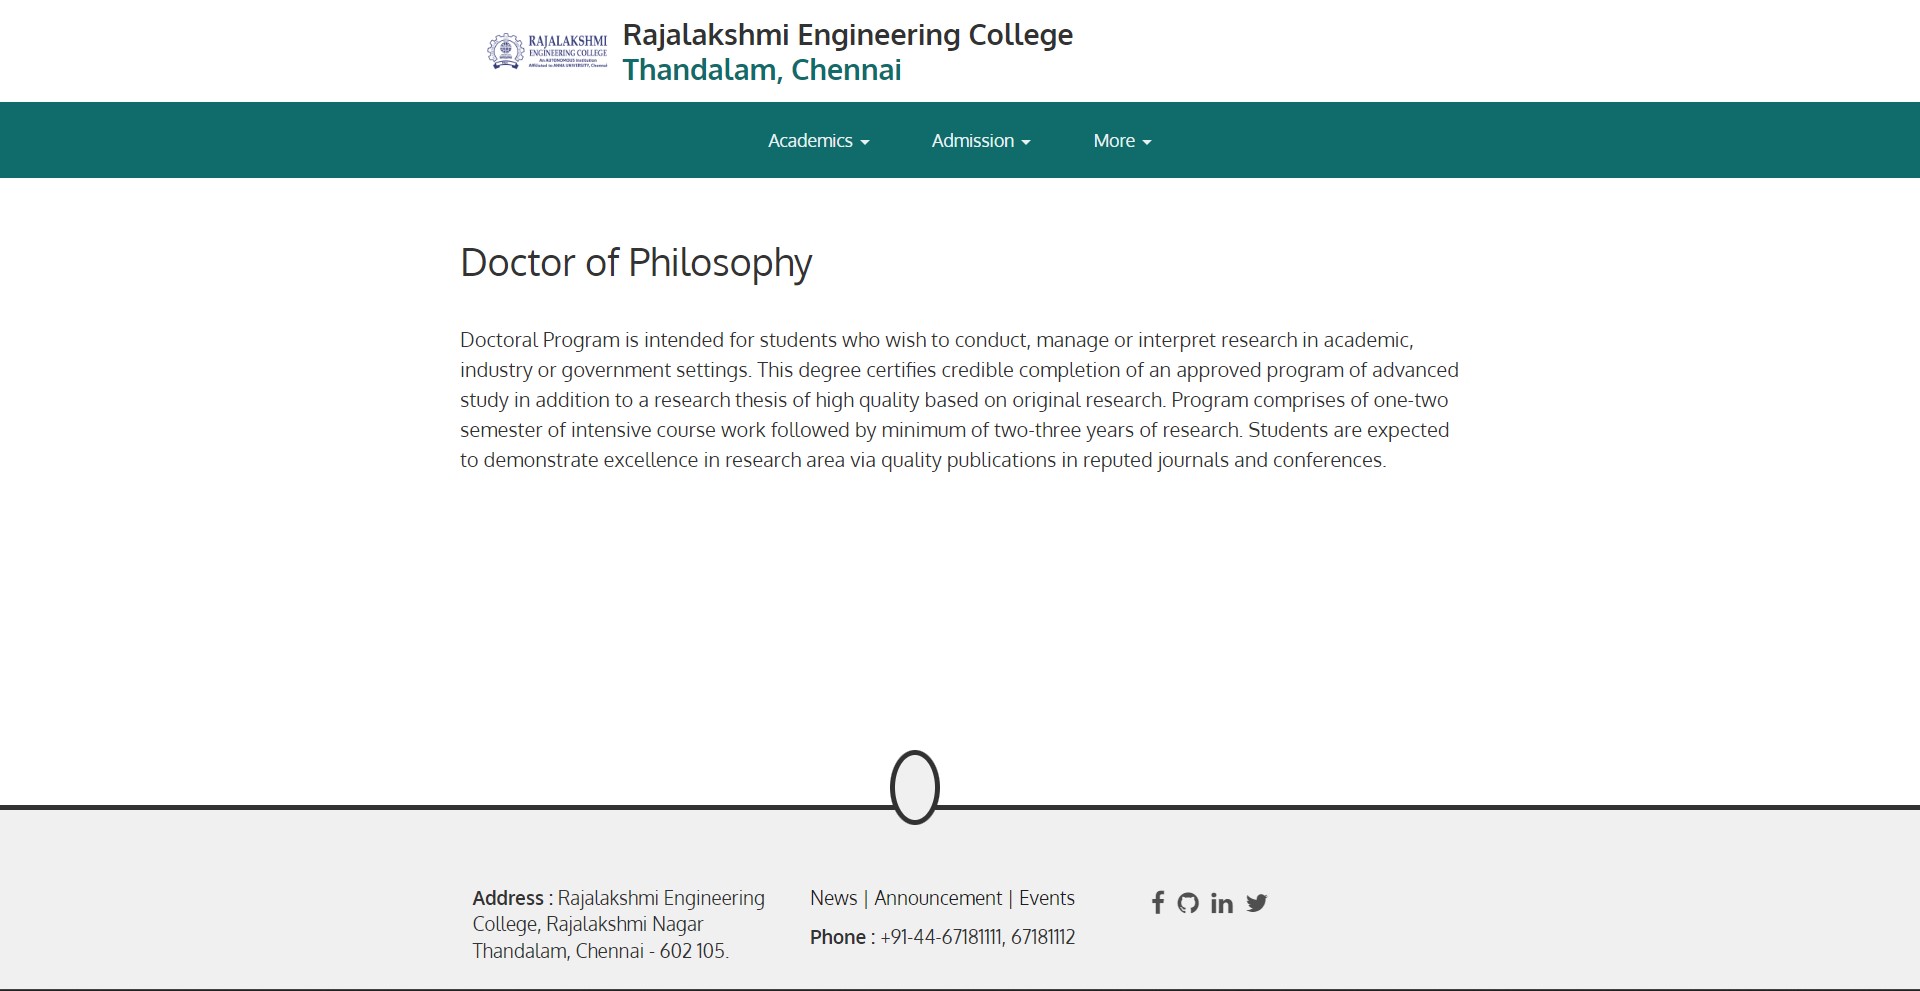 RAJALAKSHMI
ENGINEERING COLLEGE
An AUTONOMOUS Institution
Affiliated to ANNA UNIVERSITY, Chennai
Rajalakshmi Engineering College
Thandalam, Chennai
Academics
Admission
More
Doctor of Philosophy
Doctoral Program is intended for students who wish to conduct, manage or interpret research in academic,
industry or government settings. This degree certifies credible completion of an approved program of advanced
study in addition to a research thesis of high quality based on original research. Program comprises of one-two
semester of intensive course work followed by minimum of two-three years of research. Students are expected
to demonstrate excellence in research area via quality publications in reputed journals and conferences.
Address : Rajalakshmi Engineering
College, Rajalakshmi Nagar
Thandalam, Chennai - 602 105.
News | Announcement | Events
Phone : +91-44-67181111, 67181112